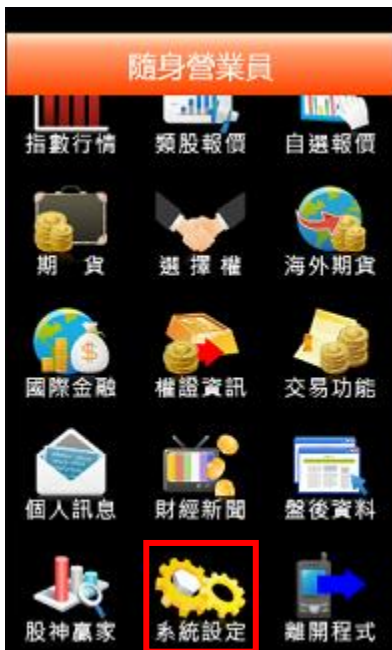 隨身營業員
指數行情 類股報價 自選報價
期 貨 選 擇 權 海外期貨
國際金融 權證資訊 交易功能
個人訊息 財經新聞 盤後資料
股神贏家 系統設定 離開程式